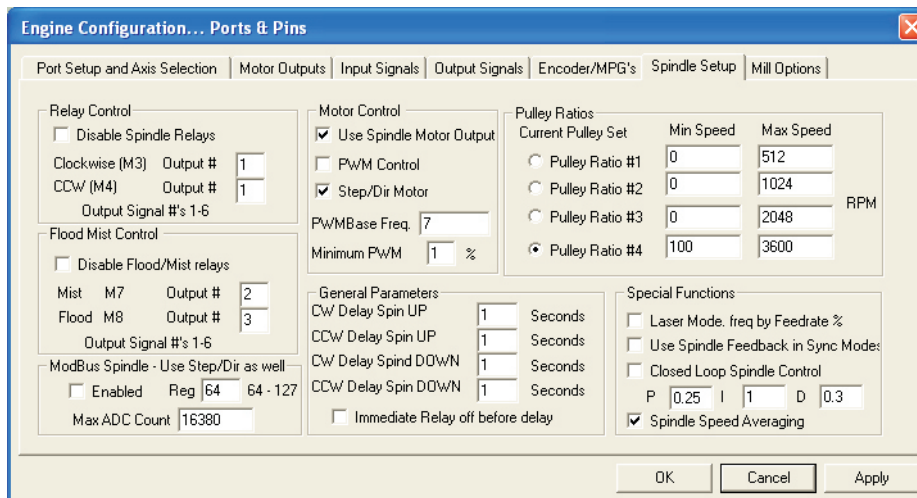 Engine Configuration... Ports & Pins
Port Setup and Axis Selection
Motor Outputs
Input Signals
Output Signals
Encoder/MPG's
Spindle Setup
Mill Options
Relay Control
Disable Spindle Relays
Clockwise (M3) Output # 1
CCW (M4) Output # 1
Output Signal #'s 1-6
Flood Mist Control
Disable Flood/Mist relays
Mist M7 Output # 2
Flood M8 Output # 3
Output Signal #'s 1-6
ModBus Spindle - Use Step/Dir as well
Enabled Reg 64 64 - 127
Max ADC Count 16380
Motor Control
Use Spindle Motor Output
PWM Control
Step/Dir Motor
PWMBase Freq. 7
Minimum PWM 1 %
General Parameters
CW Delay Spin UP 1 Seconds
CCW Delay Spin UP 1 Seconds
CW Delay Spind DOWN 1 Seconds
CCW Delay Spin DOWN 1 Seconds
Immediate Relay off before delay
Pulley Ratios
Current Pulley Set Min Speed Max Speed
Pulley Ratio #1 0 512
Pulley Ratio #2 0 1024
Pulley Ratio #3 0 2048
RPM
Pulley Ratio #4 100 3600
Special Functions
Laser Mode. freq by Feedrate %
Use Spindle Feedback in Sync Modes
Closed Loop Spindle Control
P 0.25 I 1 D 0.3
Spindle Speed Averaging
OK
Cancel
Apply